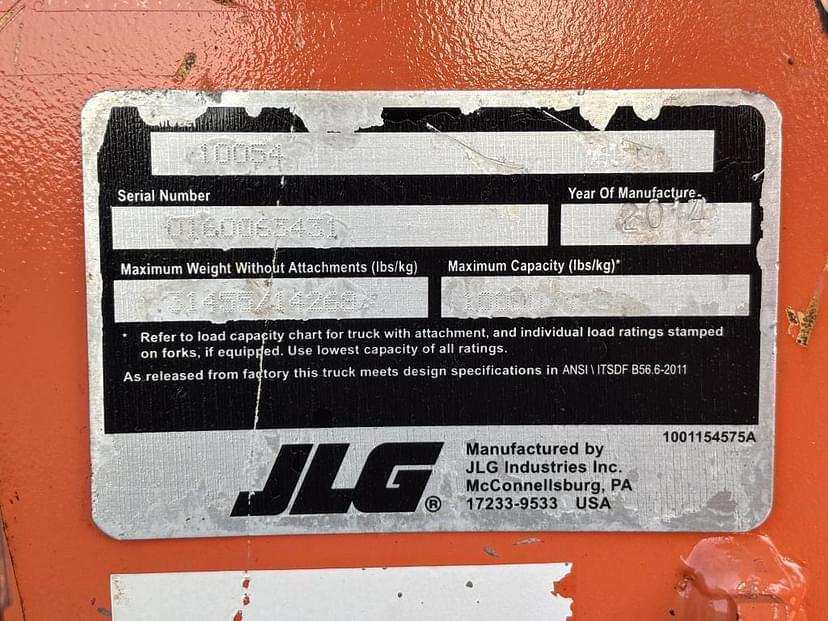 10054
Serial Number
Year Of Manufacture
0160063431
2014
Maximum Weight Without Attachments (lbs/kg)
Maximum Capacity (lbs/kg)*
* Refer to load capacity chart for truck with attachment, and individual load ratings stamped
on forks, if equipped. Use lowest capacity of all ratings.
As released from factory this truck meets design specifications in ANSI \ ITSDF B56.6-2011
1001154575A
JLG®
Manufactured by
JLG Industries Inc.
McConnellsburg, PA
17233-9533 USA